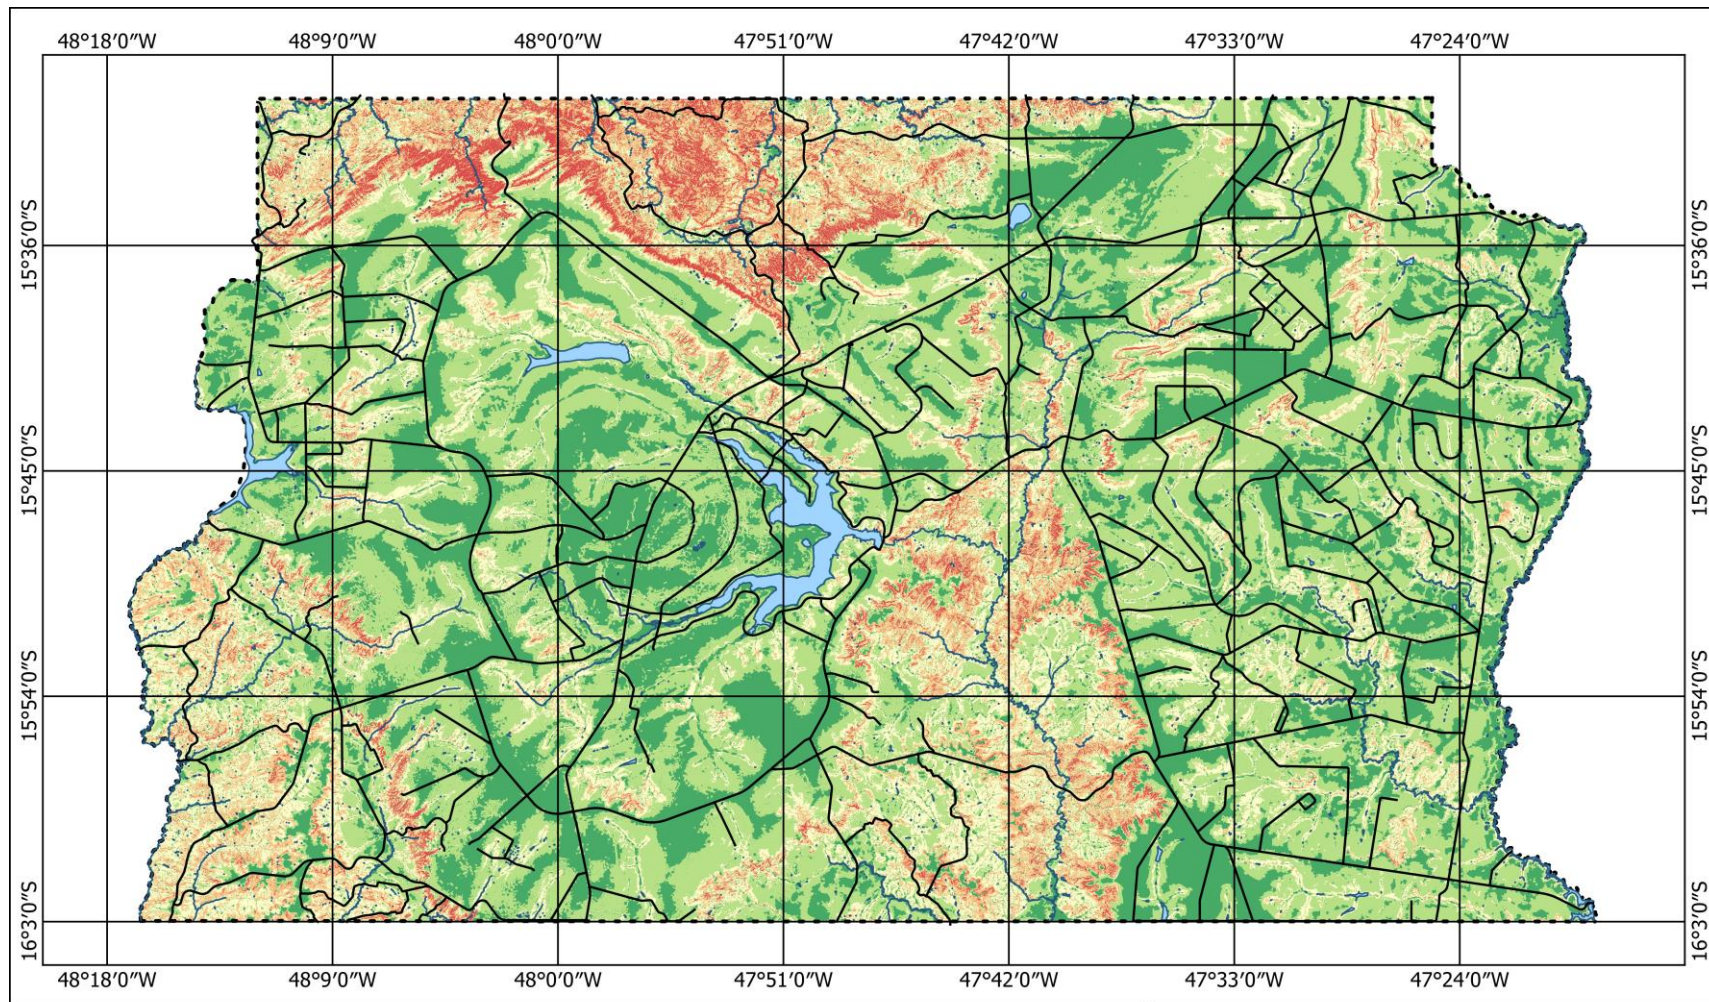 48°18′0″W 48°9′0″W 48°0′0″W 47°51′0″W 47°42′0″W 47°33′0″W 47°24′0″W
15°36′0″S 15°36′0″S
15°45′0″S 15°45′0″S
15°54′0″S 15°54′0″S
16°3′0″S 16°3′0″S
48°18′0″W 48°9′0″W 48°0′0″W 47°51′0″W 47°42′0″W 47°33′0″W 47°24′0″W